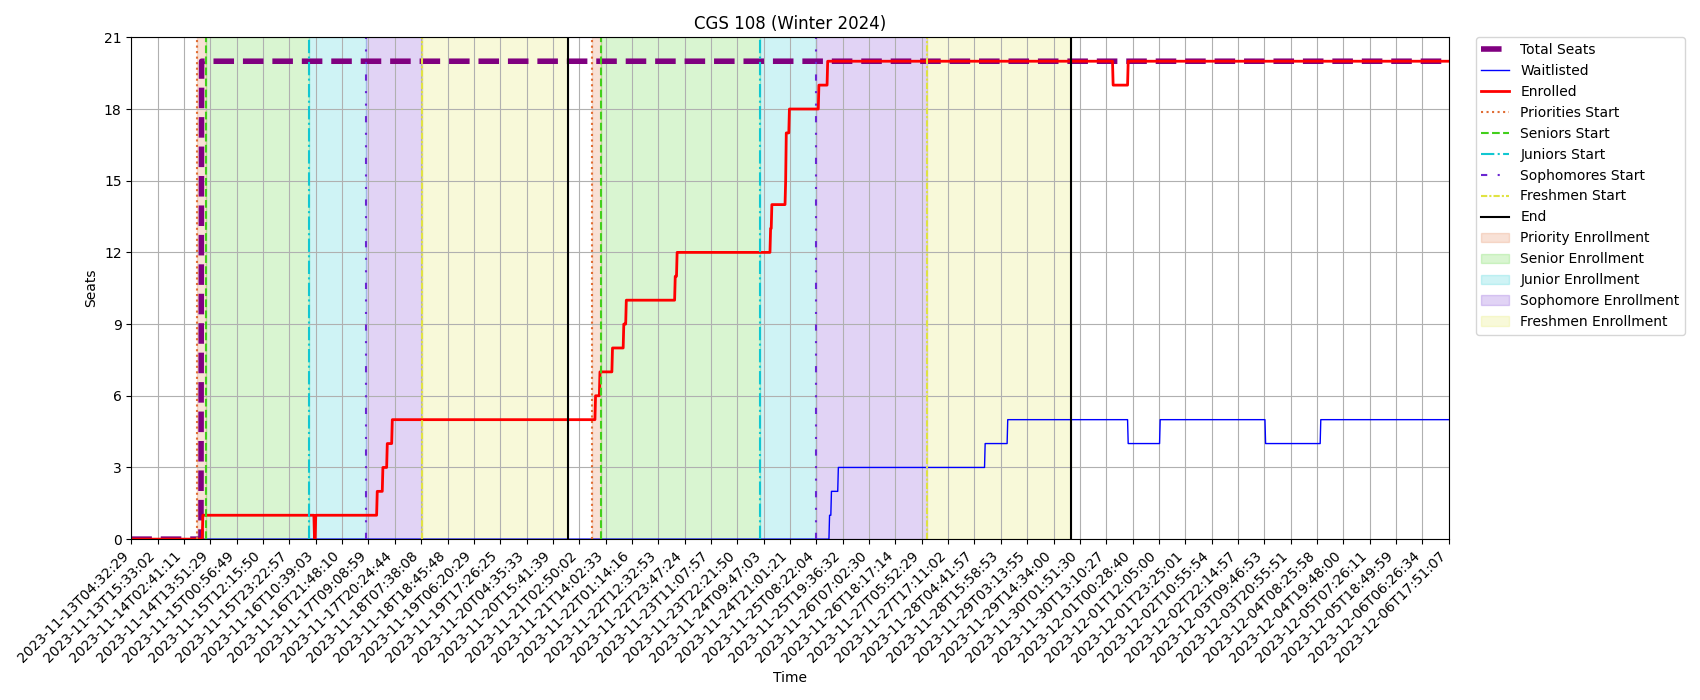 CGS 108 (Winter 2024)
21
18
15
12
9
6
3
0
Seats
2023-11-13T04:32:29
2023-11-13T15:33:02
2023-11-14T02:41:11
2023-11-14T13:51:29
2023-11-15T00:56:49
2023-11-15T12:15:50
2023-11-15T23:22:57
2023-11-16T10:39:03
2023-11-16T21:48:10
2023-11-17T09:08:59
2023-11-17T20:24:44
2023-11-18T07:38:08
2023-11-18T18:45:48
2023-11-19T06:20:29
2023-11-19T17:26:25
2023-11-20T04:35:33
2023-11-20T15:41:39
2023-11-21T02:50:02
2023-11-21T14:02:33
2023-11-22T01:14:16
2023-11-22T12:32:53
2023-11-22T23:47:24
2023-11-23T11:07:57
2023-11-23T22:21:50
2023-11-24T09:47:03
2023-11-24T21:01:21
2023-11-25T08:22:04
2023-11-25T19:36:32
2023-11-26T07:02:30
2023-11-26T18:17:14
2023-11-27T05:52:29
2023-11-27T17:11:02
2023-11-28T04:41:57
2023-11-28T15:58:53
2023-11-29T03:13:55
2023-11-29T14:34:00
2023-11-30T01:51:30
2023-11-30T13:10:27
2023-12-01T00:28:40
2023-12-01T12:05:00
2023-12-01T23:25:01
2023-12-02T10:55:54
2023-12-02T22:14:57
2023-12-03T09:46:53
2023-12-03T20:55:51
2023-12-04T08:25:58
2023-12-04T19:48:00
2023-12-05T07:26:11
2023-12-05T18:49:59
2023-12-06T06:26:34
2023-12-06T17:51:07
Time
Total Seats
Waitlisted
Enrolled
Priorities Start
Seniors Start
Juniors Start
Sophomores Start
Freshmen Start
End
Priority Enrollment
Senior Enrollment
Junior Enrollment
Sophomore Enrollment
Freshmen Enrollment